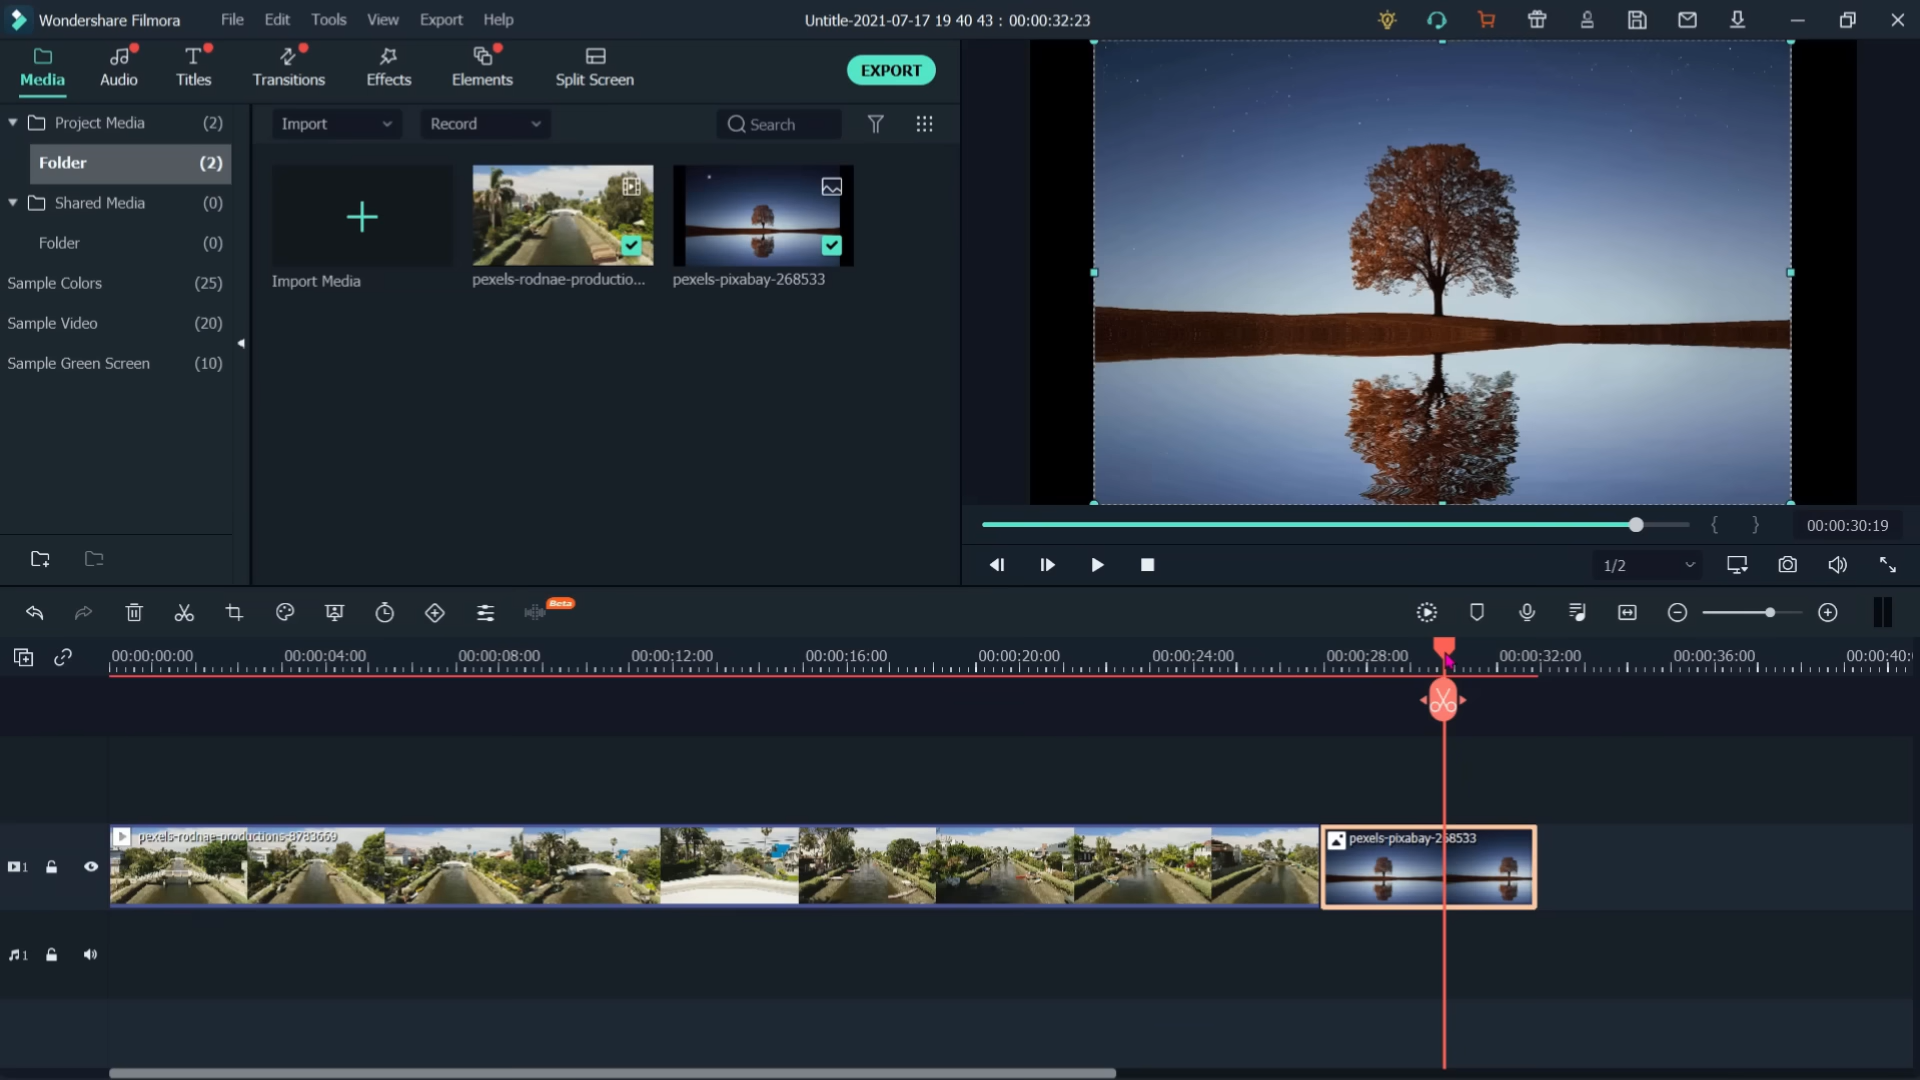 Wondershare Filmora File Edit Tools View Export Help Untitle-2021-07-17 19 40 43 : 00:00:32:23
Media Audio Titles Transitions Effects Elements Split Screen EXPORT
Project Media (2)
Folder (2)
Shared Media (0)
Folder (0)
Sample Colors (25)
Sample Video (20)
Sample Green Screen (10)
Import Record Search
Import Media pexels-rodnae-productio... pexels-pixabay-268533
00:00:30:19
1/2
Beta
00:00:00:00 00:00:04:00 00:00:08:00 00:00:12:00 00:00:16:00 00:00:20:00 00:00:24:00 00:00:28:00 00:00:32:00 00:00:36:00 00:00:40:
pexels-rodnae-productions-8783669 pexels-pixabay-268533
1
1